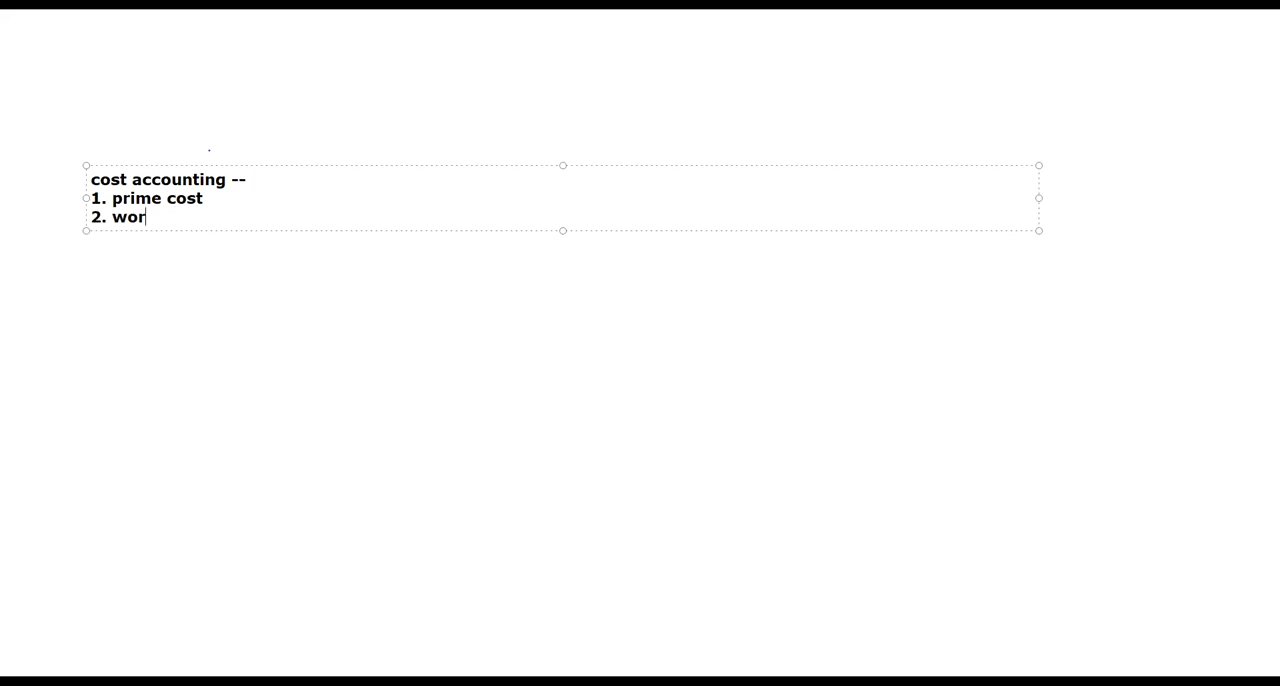 cost accounting --
1. prime cost
2. wor